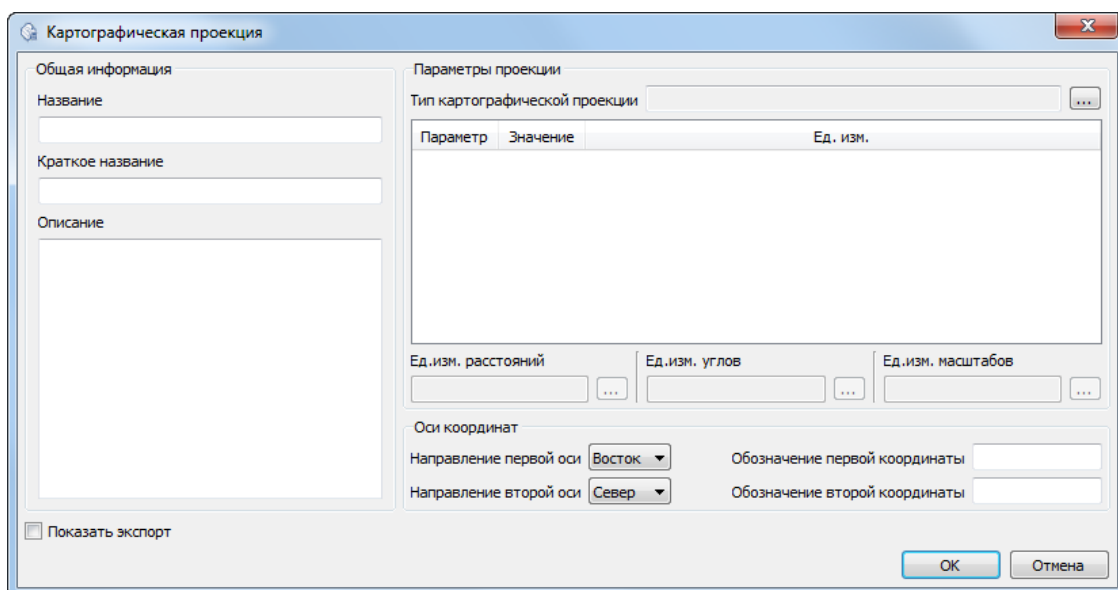 Картографическая проекция
Общая информация
Название
Краткое название
Описание
Параметры проекции
Тип картографической проекции ...
Параметр Значение Ед. изм.
Ед.изм. расстояний Ед.изм. углов Ед.изм. масштабов
... ... ...
Оси координат
Направление первой оси Восток Обозначение первой координаты
Направление второй оси Север Обозначение второй координаты
Показать экспорт
ОК Отмена